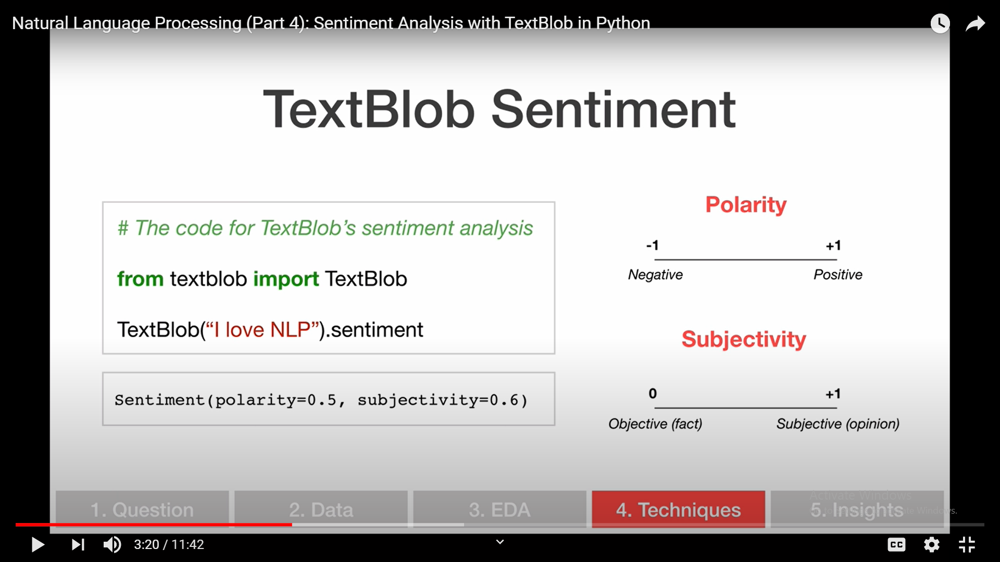 Natural Language Processing (Part 4): Sentiment Analysis with TextBlob in Python
TextBlob Sentiment
# The code for TextBlob’s sentiment analysis
from textblob import TextBlob
TextBlob(“I love NLP”).sentiment
Sentiment(polarity=0.5, subjectivity=0.6)
Polarity
-1 +1
Negative Positive
Subjectivity
0 +1
Objective (fact) Subjective (opinion)
1. Question 2. Data 3. EDA 4. Techniques 5. Insights
Activate Windows
Windows.
3:20 / 11:42
CC